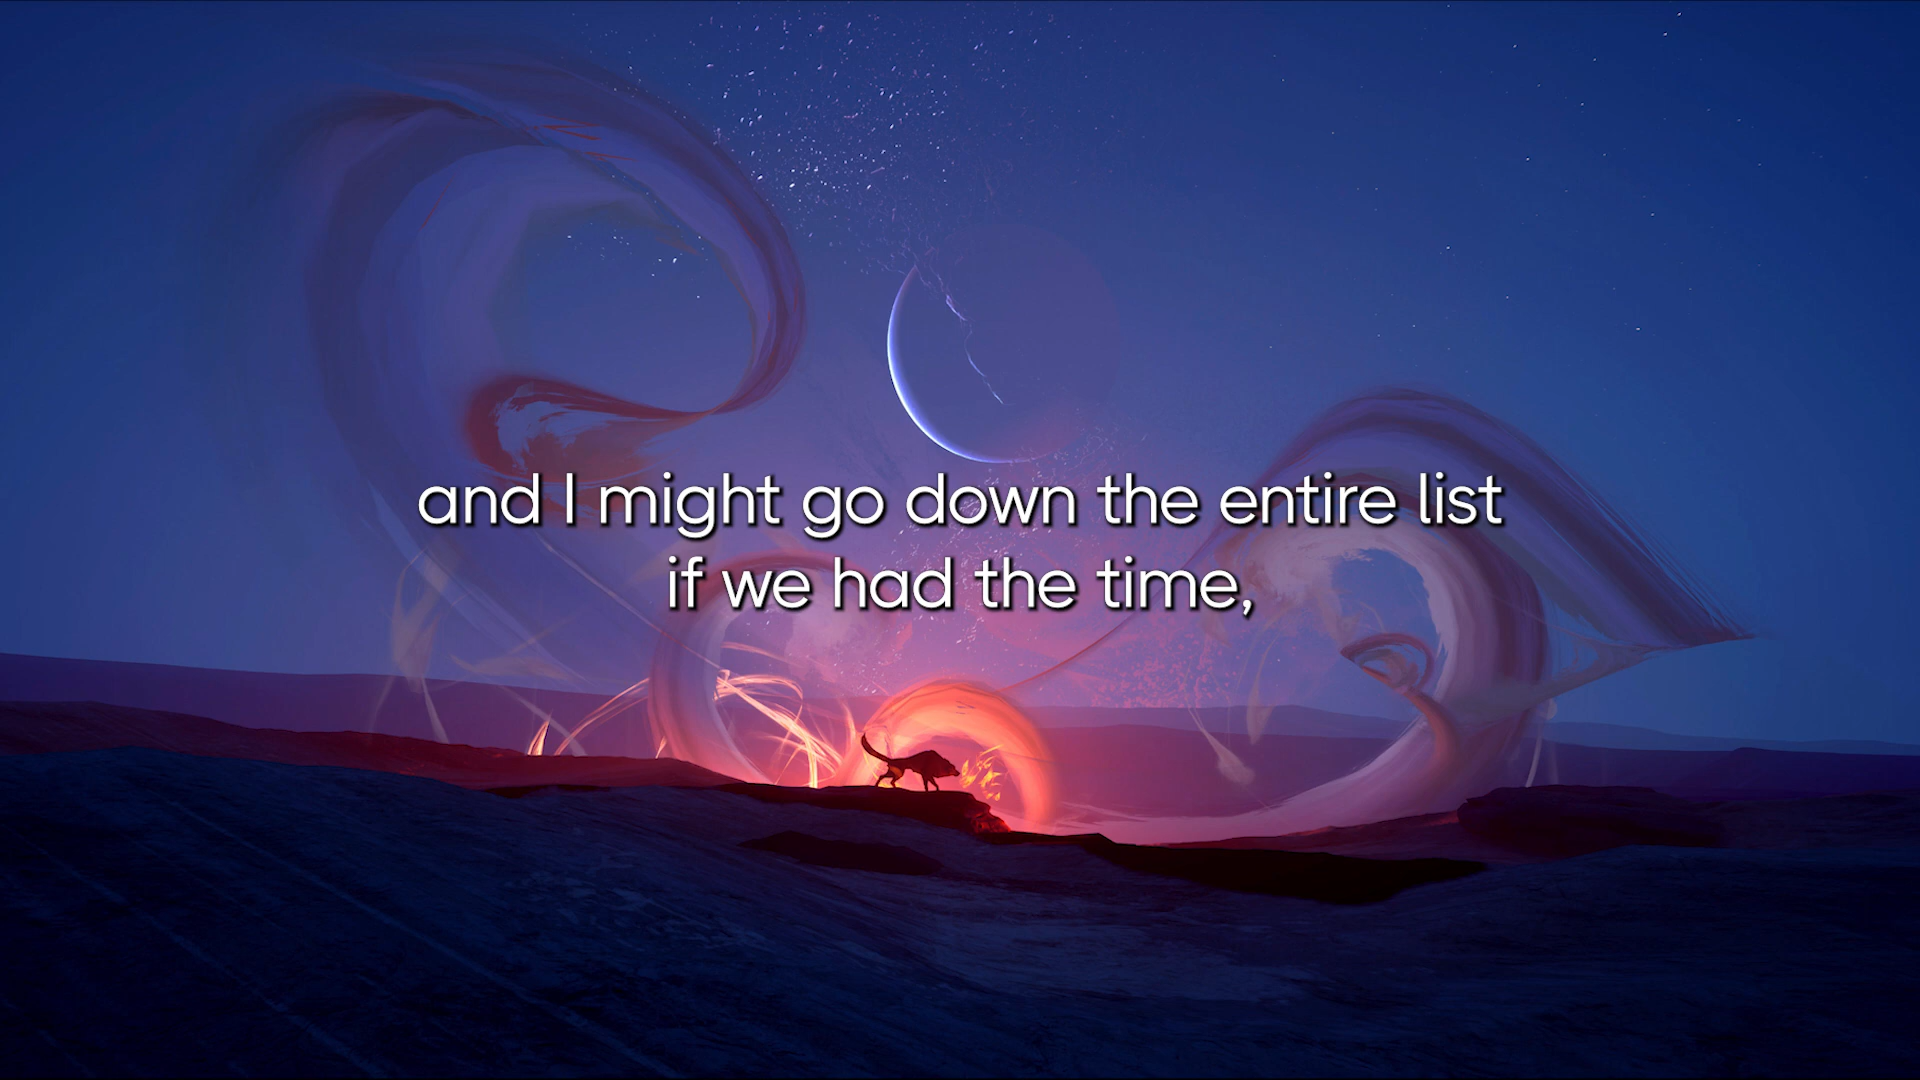 and I might go down the entire list
if we had the time,